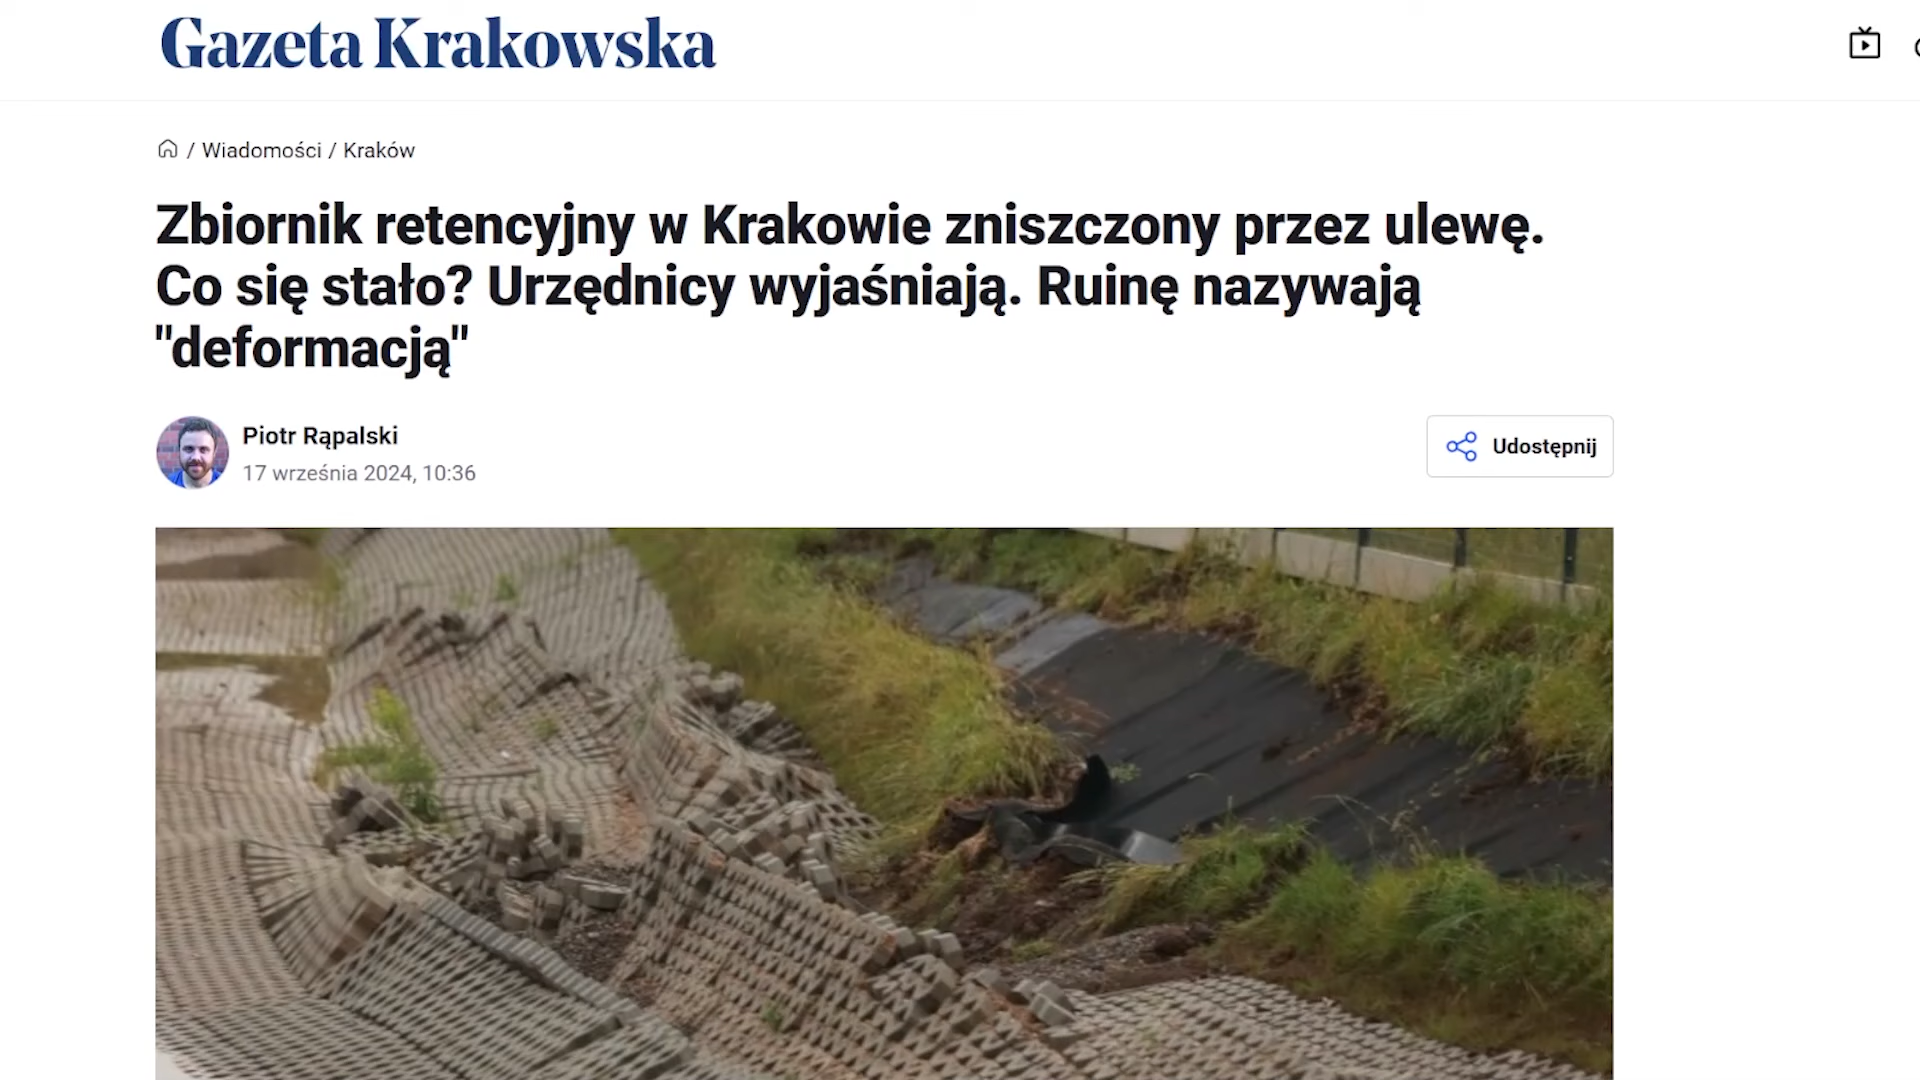 Gazeta Krakowska
/ Wiadomości / Kraków
Zbiornik retencyjny w Krakowie zniszczony przez ulewę.
Co się stało? Urzędnicy wyjaśniają. Ruinę nazywają
"deformacją"
Piotr Rąpalski
17 września 2024, 10:36
Udostępnij